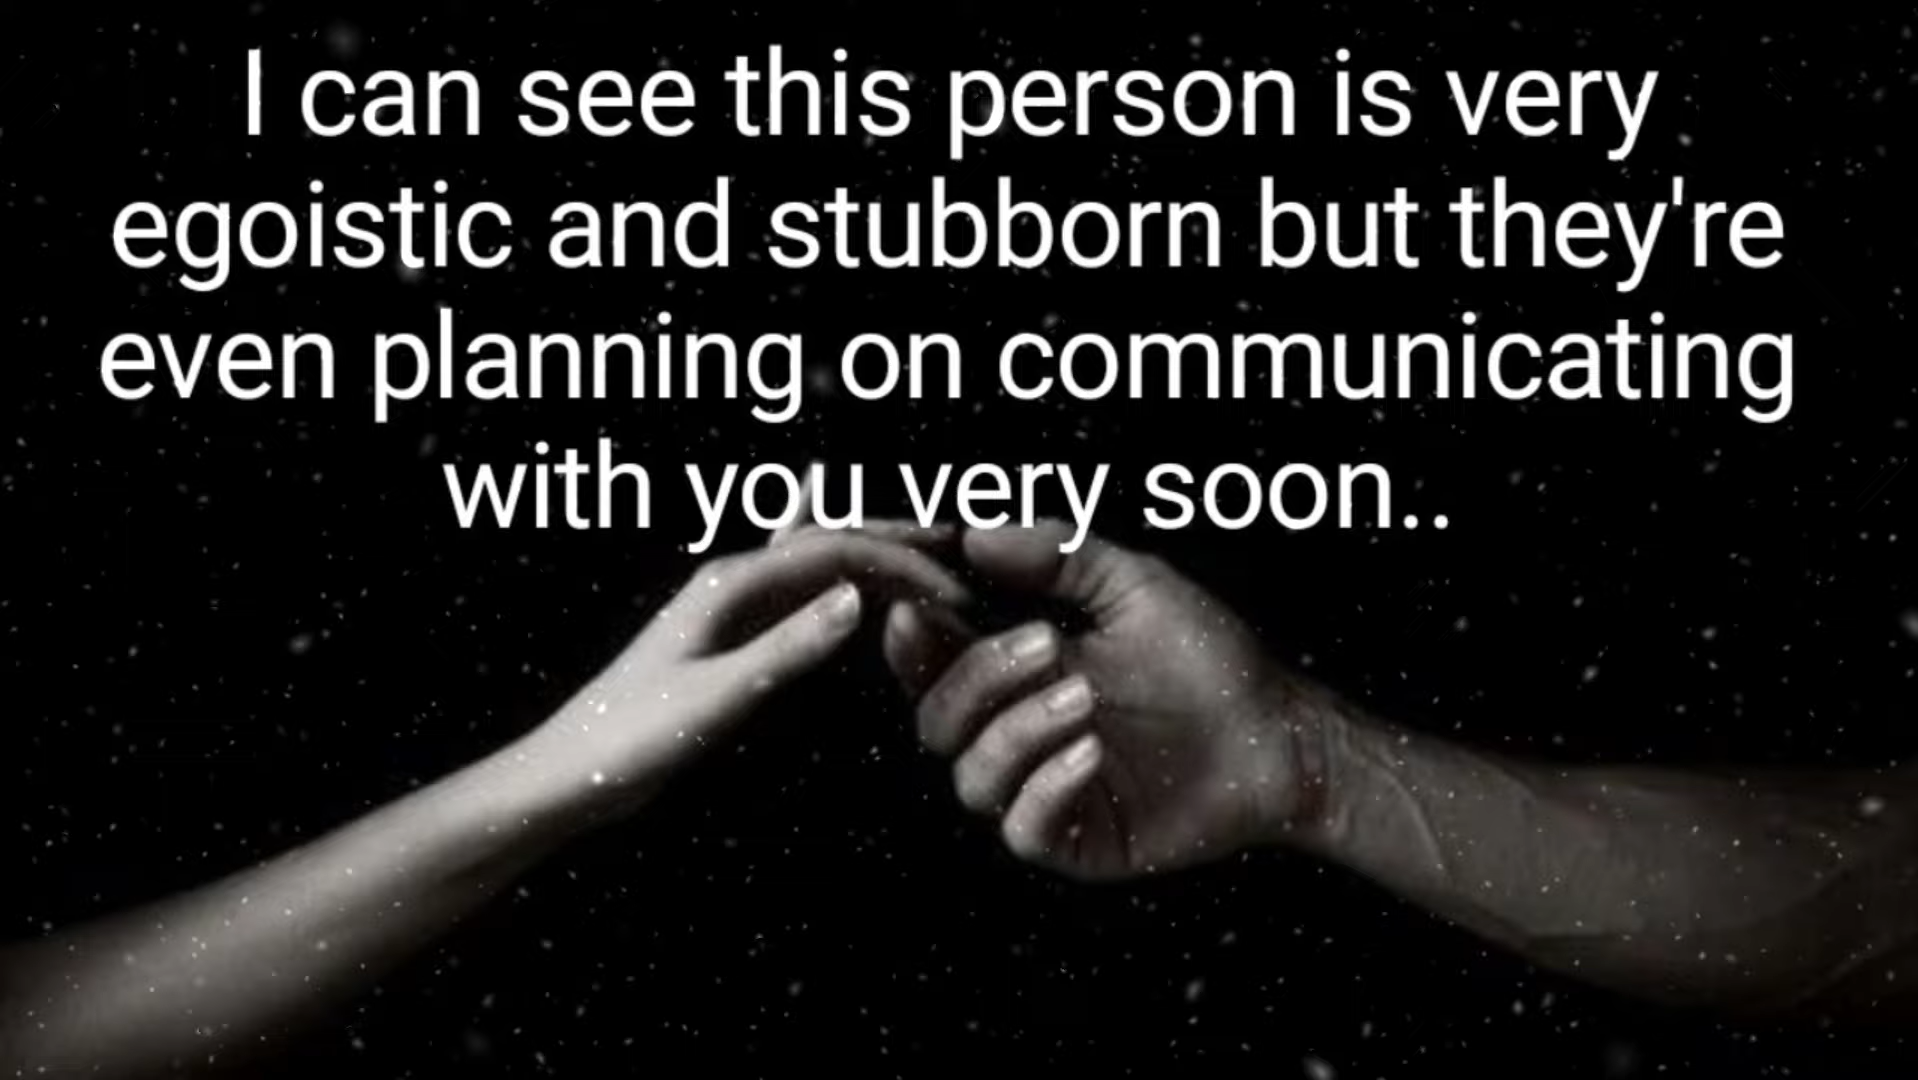 I can see this person is very
egoistic and stubborn but they're
even planning on communicating
with you very soon..